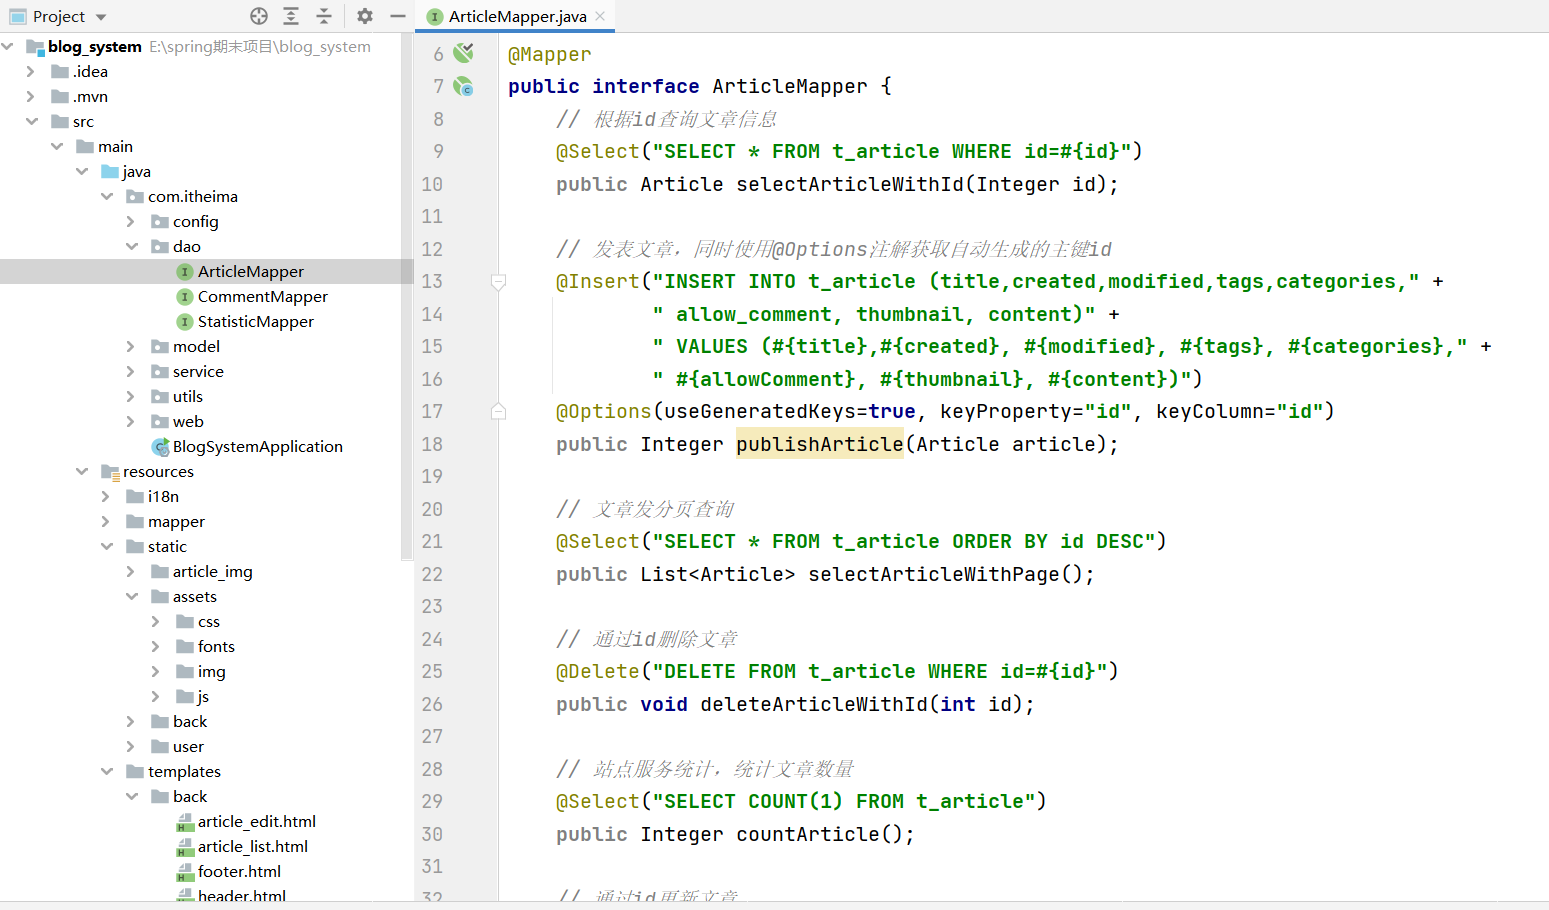 Project
blog_system E:\spring期末项目\blog_system
.idea
.mvn
src
main
java
com.itheima
config
dao
ArticleMapper
CommentMapper
StatisticMapper
model
service
utils
web
BlogSystemApplication
resources
i18n
mapper
static
article_img
assets
css
fonts
img
js
back
user
templates
back
article_edit.html
article_list.html
footer.html
header.html
ArticleMapper.java
6 @Mapper
7 public interface ArticleMapper {
8 // 根据id查询文章信息
9 @Select("SELECT * FROM t_article WHERE id=#{id}")
10 public Article selectArticleWithId(Integer id);
11
12 // 发表文章，同时使用@Options注解获取自动生成的主键id
13 @Insert("INSERT INTO t_article (title,created,modified,tags,categories," +
14 " allow_comment, thumbnail, content)" +
15 " VALUES (#{title},#{created}, #{modified}, #{tags}, #{categories}," +
16 " #{allowComment}, #{thumbnail}, #{content})")
17 @Options(useGeneratedKeys=true, keyProperty="id", keyColumn="id")
18 public Integer publishArticle(Article article);
19
20 // 文章发分页查询
21 @Select("SELECT * FROM t_article ORDER BY id DESC")
22 public List<Article> selectArticleWithPage();
23
24 // 通过id删除文章
25 @Delete("DELETE FROM t_article WHERE id=#{id}")
26 public void deleteArticleWithId(int id);
27
28 // 站点服务统计，统计文章数量
29 @Select("SELECT COUNT(1) FROM t_article")
30 public Integer countArticle();
31
32 // 通过id更新文章